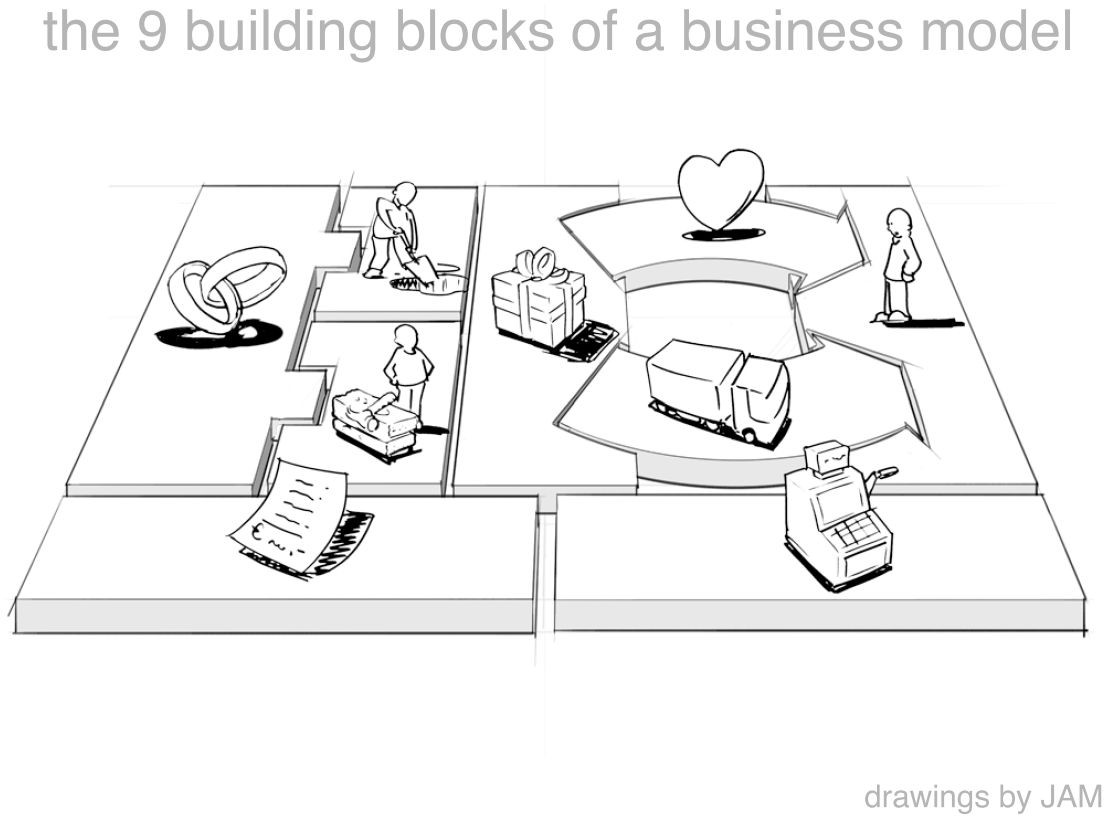 the 9 building blocks of a business model
€
drawings by JAM